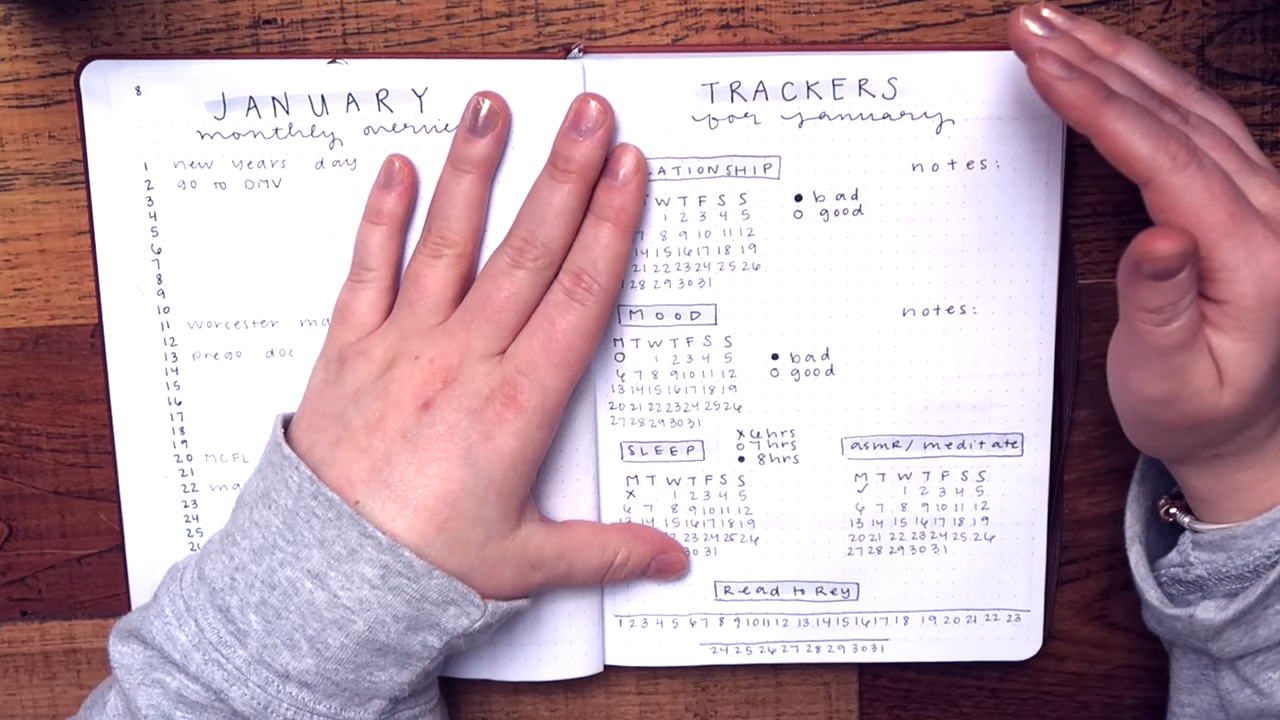 8
JANUARY
monthly
1 new years day
2 go to DMV
3
4
5
6
7
8
9
10
11 worcester
12
13 prego doc
14
15
16
17
18
19
20 MCFL
21
22
23
24
25
TRACKERS
for january
notes:
W T F S S
● bad
1 2 3 4 5
○ good
7 8 9 10 11 12
14 15 16 17 18 19
21 22 23 24 25 26
28 29 30 31
MOOD
notes:
M T W T F S S
O 1 2 3 4 5
● bad
6 7 8 9 10 11 12
○ good
13 14 15 16 17 18 19
20 21 22 23 24 25 26
27 28 29 30 31
SLEEP
x 6hrs
○ 7hrs
● 8hrs
M T W T F S S
x 1 2 3 4 5
6 7 8 9 10 11 12
13 14 15 16 17 18 19
23 24 25 26
31
asmr/meditate
M T W T F S S
✓ 1 2 3 4 5
6 7 8 9 10 11 12
13 14 15 16 17 18 19
20 21 22 23 24 25 26
27 28 29 30 31
Read to Rey
1 2 3 4 5 6 7 8 9 10 11 12 13 14 15 16 17 18 19 20 21 22 23
24 25 26 27 28 29 30 31